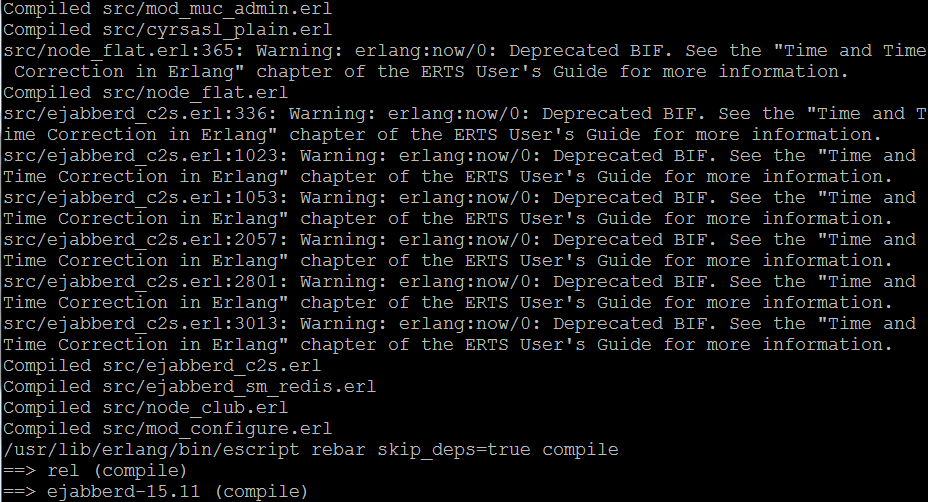 Compiled src/mod_muc_admin.erl
Compiled src/cyrsasl_plain.erl
src/node_flat.erl:365: Warning: erlang:now/0: Deprecated BIF. See the "Time and Time
 Correction in Erlang" chapter of the ERTS User's Guide for more information.
Compiled src/node_flat.erl
src/ejabberd_c2s.erl:336: Warning: erlang:now/0: Deprecated BIF. See the "Time and T
ime Correction in Erlang" chapter of the ERTS User's Guide for more information.
src/ejabberd_c2s.erl:1023: Warning: erlang:now/0: Deprecated BIF. See the "Time and 
Time Correction in Erlang" chapter of the ERTS User's Guide for more information.
src/ejabberd_c2s.erl:1053: Warning: erlang:now/0: Deprecated BIF. See the "Time and 
Time Correction in Erlang" chapter of the ERTS User's Guide for more information.
src/ejabberd_c2s.erl:2057: Warning: erlang:now/0: Deprecated BIF. See the "Time and 
Time Correction in Erlang" chapter of the ERTS User's Guide for more information.
src/ejabberd_c2s.erl:2801: Warning: erlang:now/0: Deprecated BIF. See the "Time and 
Time Correction in Erlang" chapter of the ERTS User's Guide for more information.
src/ejabberd_c2s.erl:3013: Warning: erlang:now/0: Deprecated BIF. See the "Time and 
Time Correction in Erlang" chapter of the ERTS User's Guide for more information.
Compiled src/ejabberd_c2s.erl
Compiled src/ejabberd_sm_redis.erl
Compiled src/node_club.erl
Compiled src/mod_configure.erl
/usr/lib/erlang/bin/escript rebar skip_deps=true compile
==> rel (compile)
==> ejabberd-15.11 (compile)